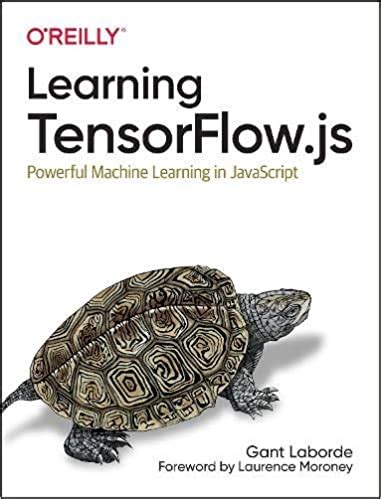 O'REILLY®
Learning
TensorFlow.js
Powerful Machine Learning in JavaScript
Gant Laborde
Foreword by Laurence Moroney